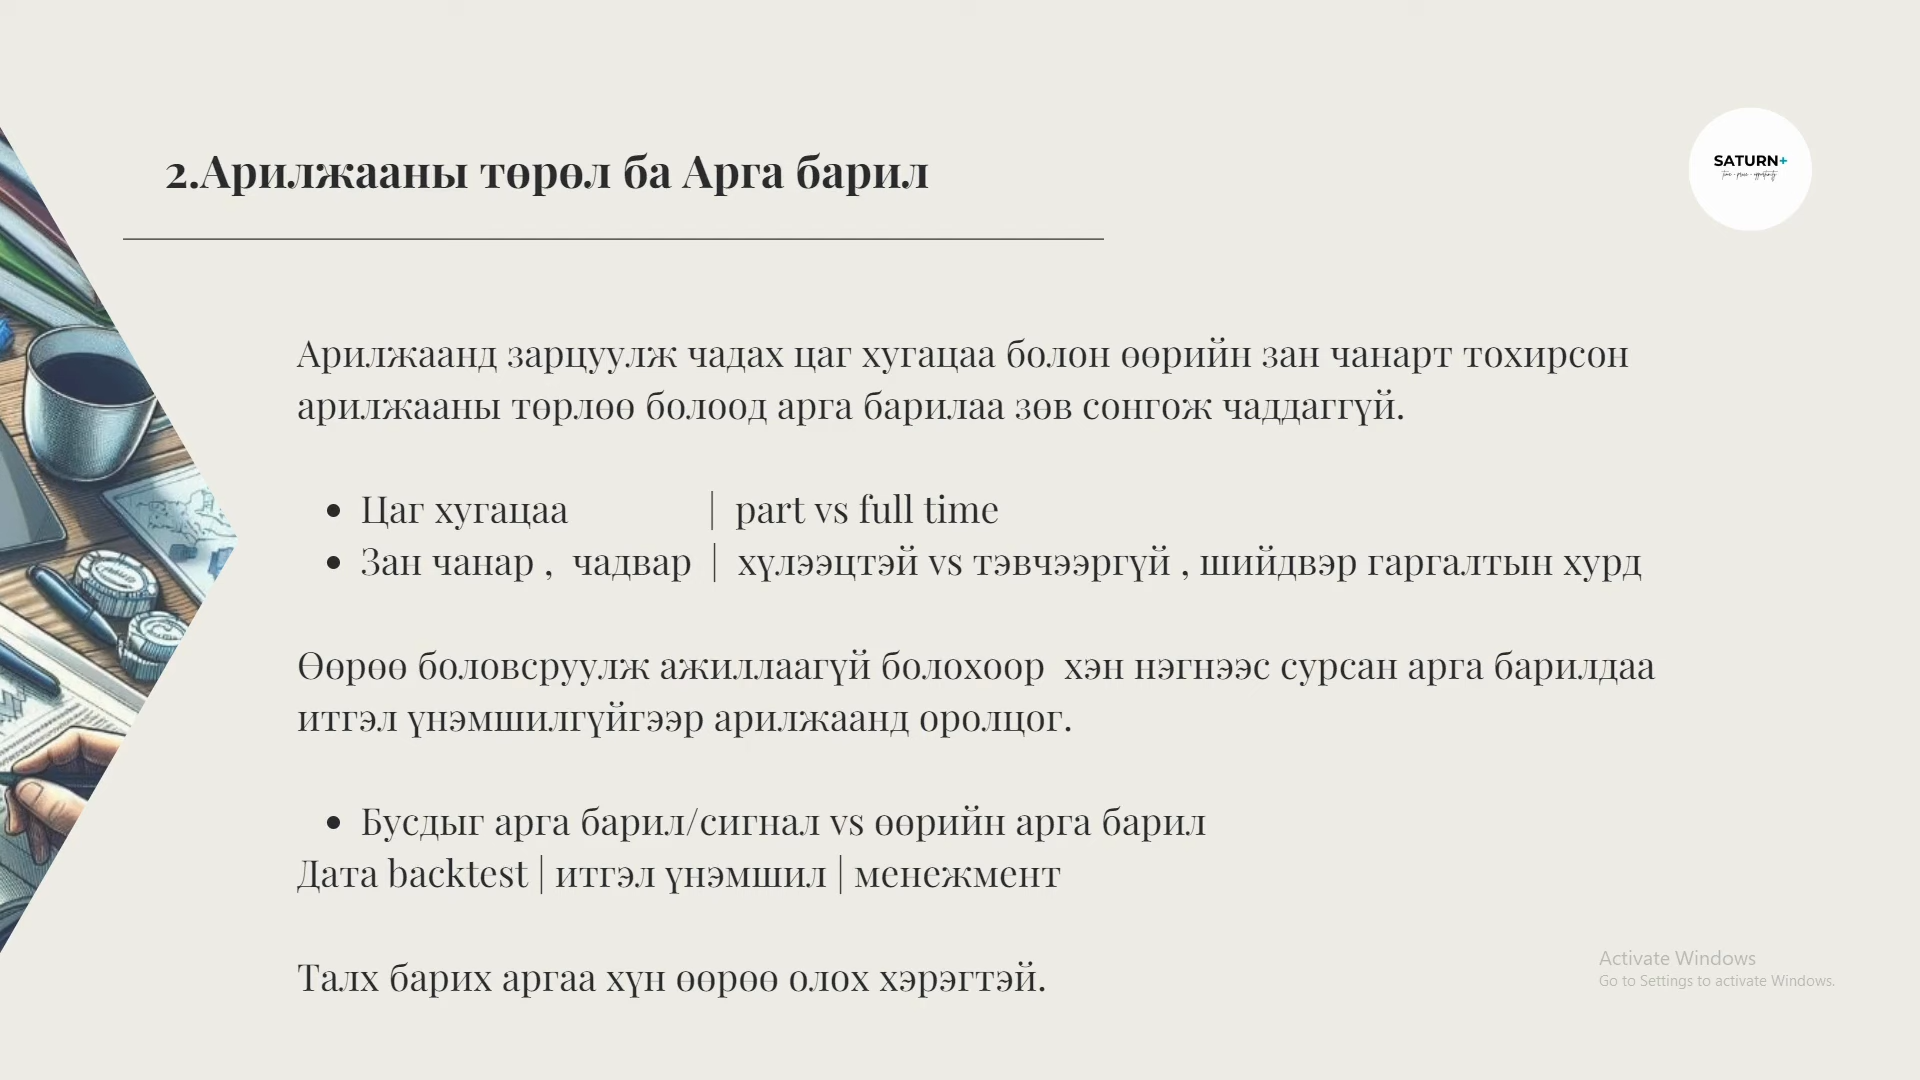 2.Арилжааны төрөл ба Арга барил
SATURN+
Арилжаанд зарцуулж чадах цаг хугацаа болон өөрийн зан чанарт тохирсон
арилжааны төрлөө болоод арга барилаа зөв сонгож чаддаггүй.
• Цаг хугацаа | part vs full time
• Зан чанар , чадвар | хүлээцтэй vs тэвчээргүй , шийдвэр гаргалтын хурд
Өөрөө боловсруулж ажиллаагүй болохоор хэн нэгнээс сурсан арга барилдаа
итгэл үнэмшилгүйгээр арилжаанд оролцог.
• Бусдыг арга барил/сигнал vs өөрийн арга барил
Дата backtest | итгэл үнэмшил | менежмент
Талх барих аргаа хүн өөрөө олох хэрэгтэй.
Activate Windows
Go to Settings to activate Windows.